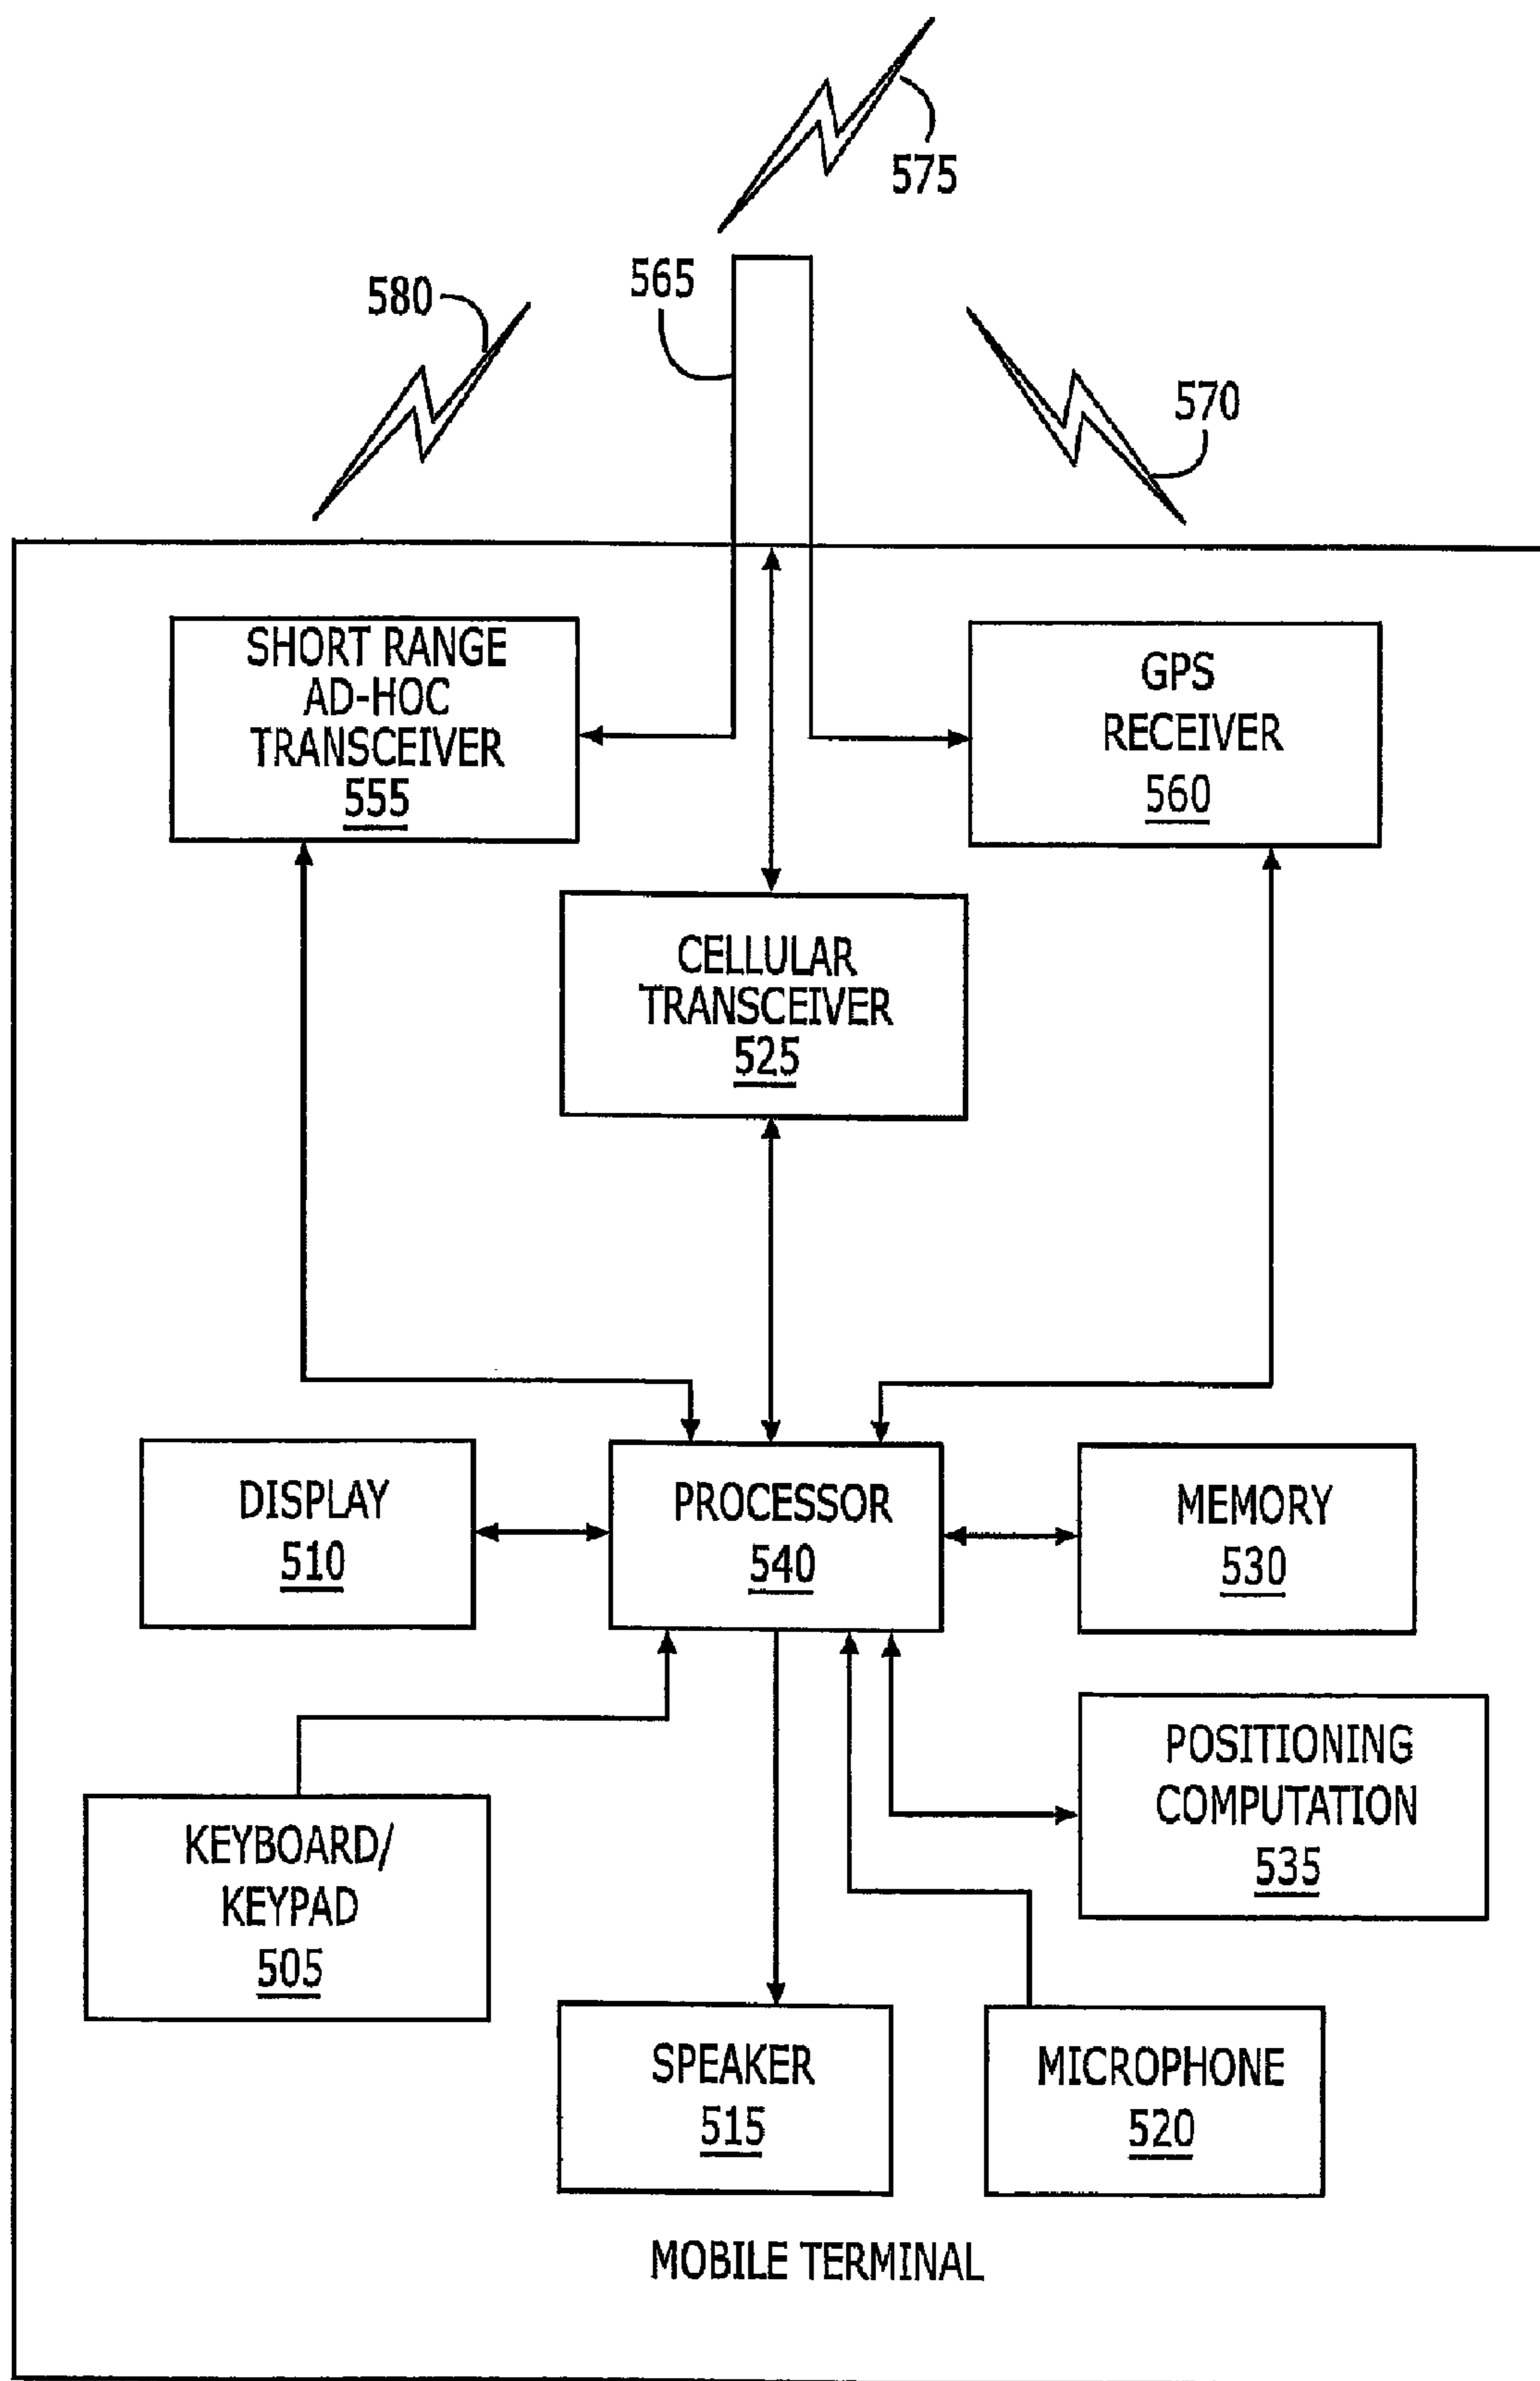 575
565
580
570
SHORT RANGE
AD-HOC
TRANSCEIVER
555
GPS
RECEIVER
560
CELLULAR
TRANSCEIVER
525
DISPLAY
510
PROCESSOR
540
MEMORY
530
POSITIONING
COMPUTATION
535
KEYBOARD/
KEYPAD
505
SPEAKER
515
MICROPHONE
520
MOBILE TERMINAL